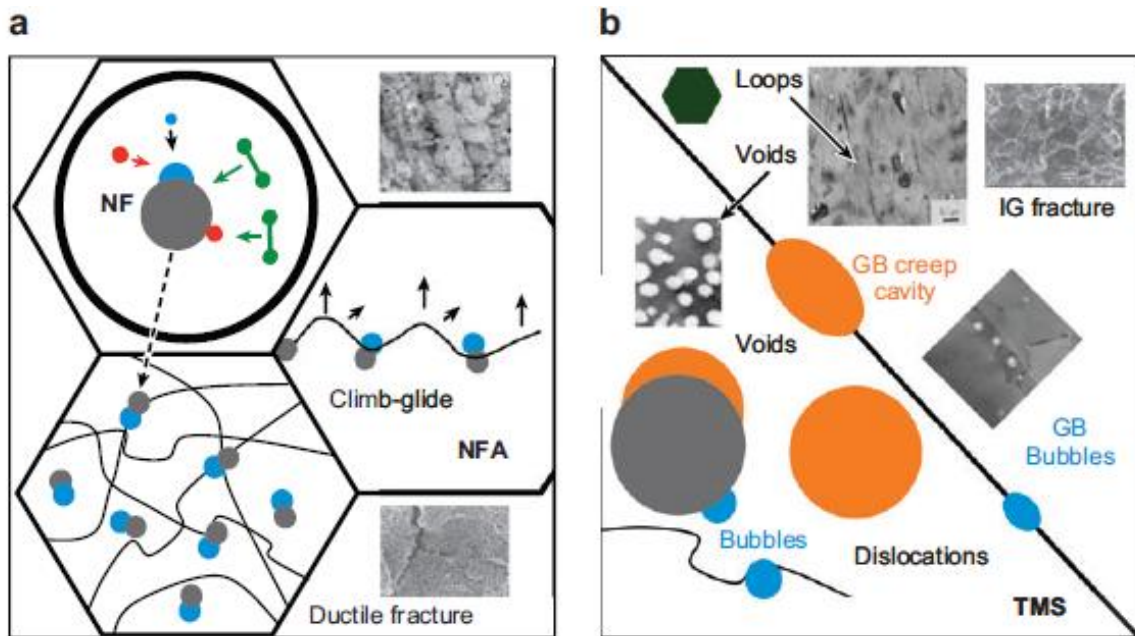 a
NF
Climb-glide
NFA
Ductile fracture
b
Loops
Voids
IG fracture
GB creep
cavity
Voids
GB
Bubbles
Bubbles
Dislocations
TMS